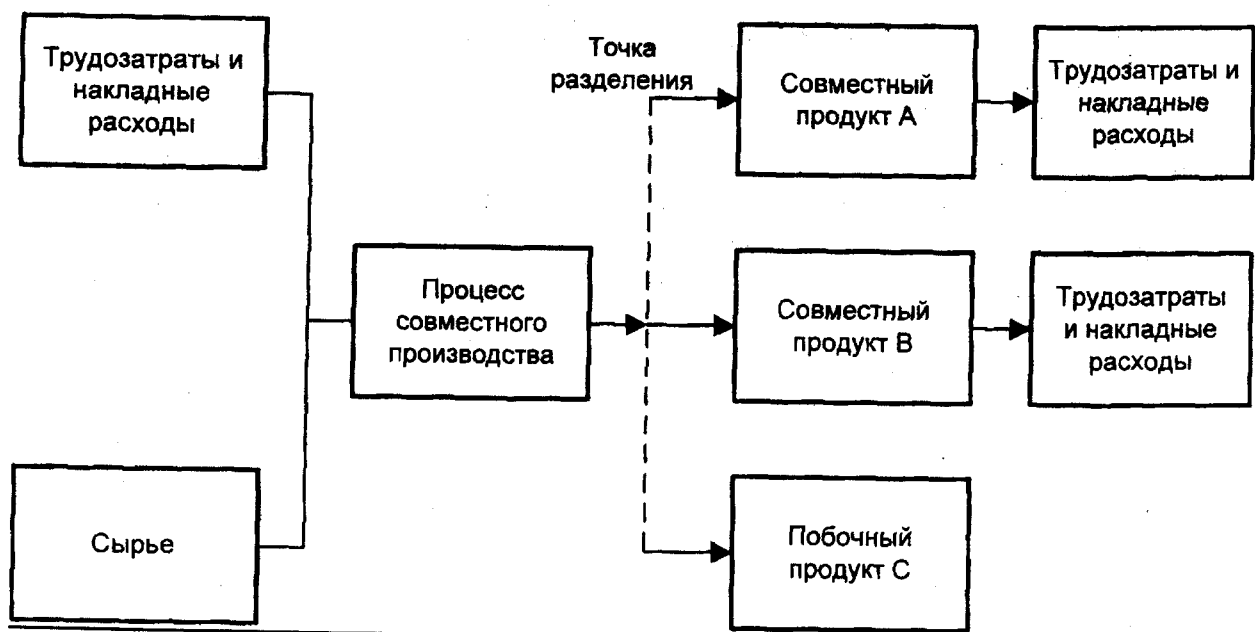 Трудозатраты и
накладные
расходы
Точка
разделения
Совместный
продукт А
Трудозатраты и
накладные
расходы
Процесс
совместного
производства
Совместный
продукт В
Трудозатраты
и накладные
расходы
Сырье
Побочный
продукт С